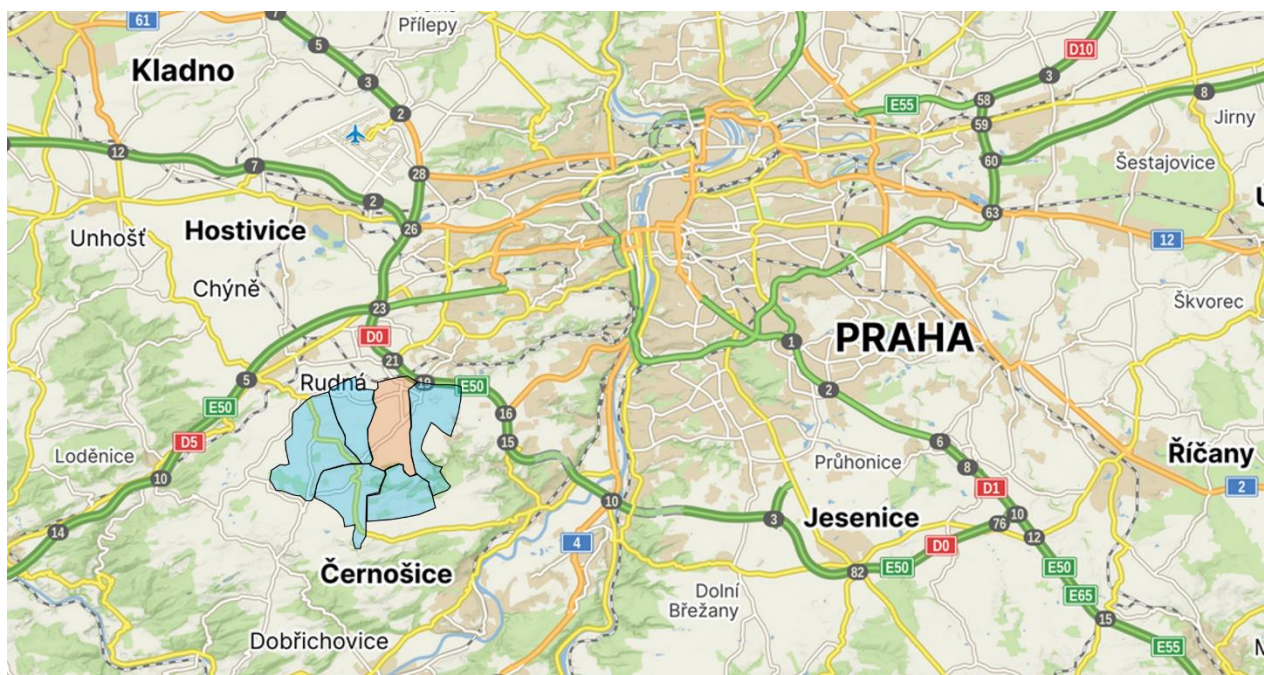 61
7
5
Přílepy
D10
Kladno
3
3
2
E55
58
8
59
Jirny
12
7
60
Šestajovice
28
2
63
Hostivice
26
12
Unhošť
Chýně
Škvorec
23
D0
PRAHA
1
21
Rudná
19
E50
5
2
E50
16
D5
15
6
Loděnice
Průhonice
8
Říčany
10
D1
2
10
10
3
Jesenice
76
12
14
4
D0
Černošice
82
E50
E50
Dolní
Břežany
E65
15
Dobřichovice
E55